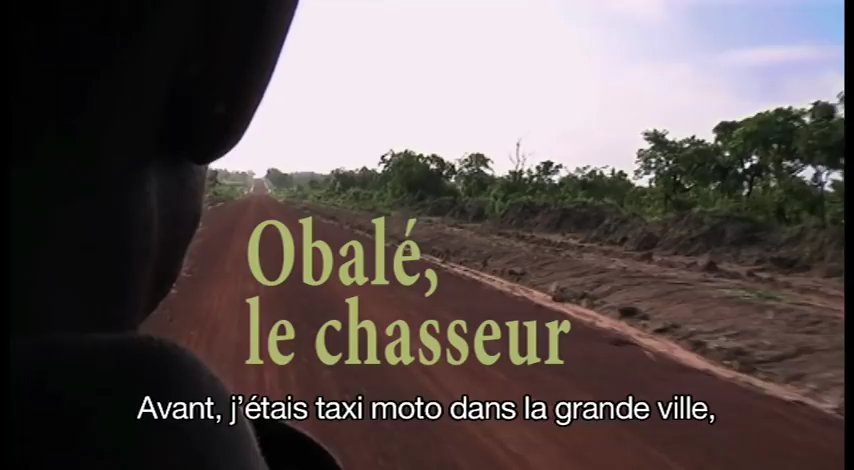 Obalé,
le chasseur
Avant, j'étais taxi moto dans la grande ville,